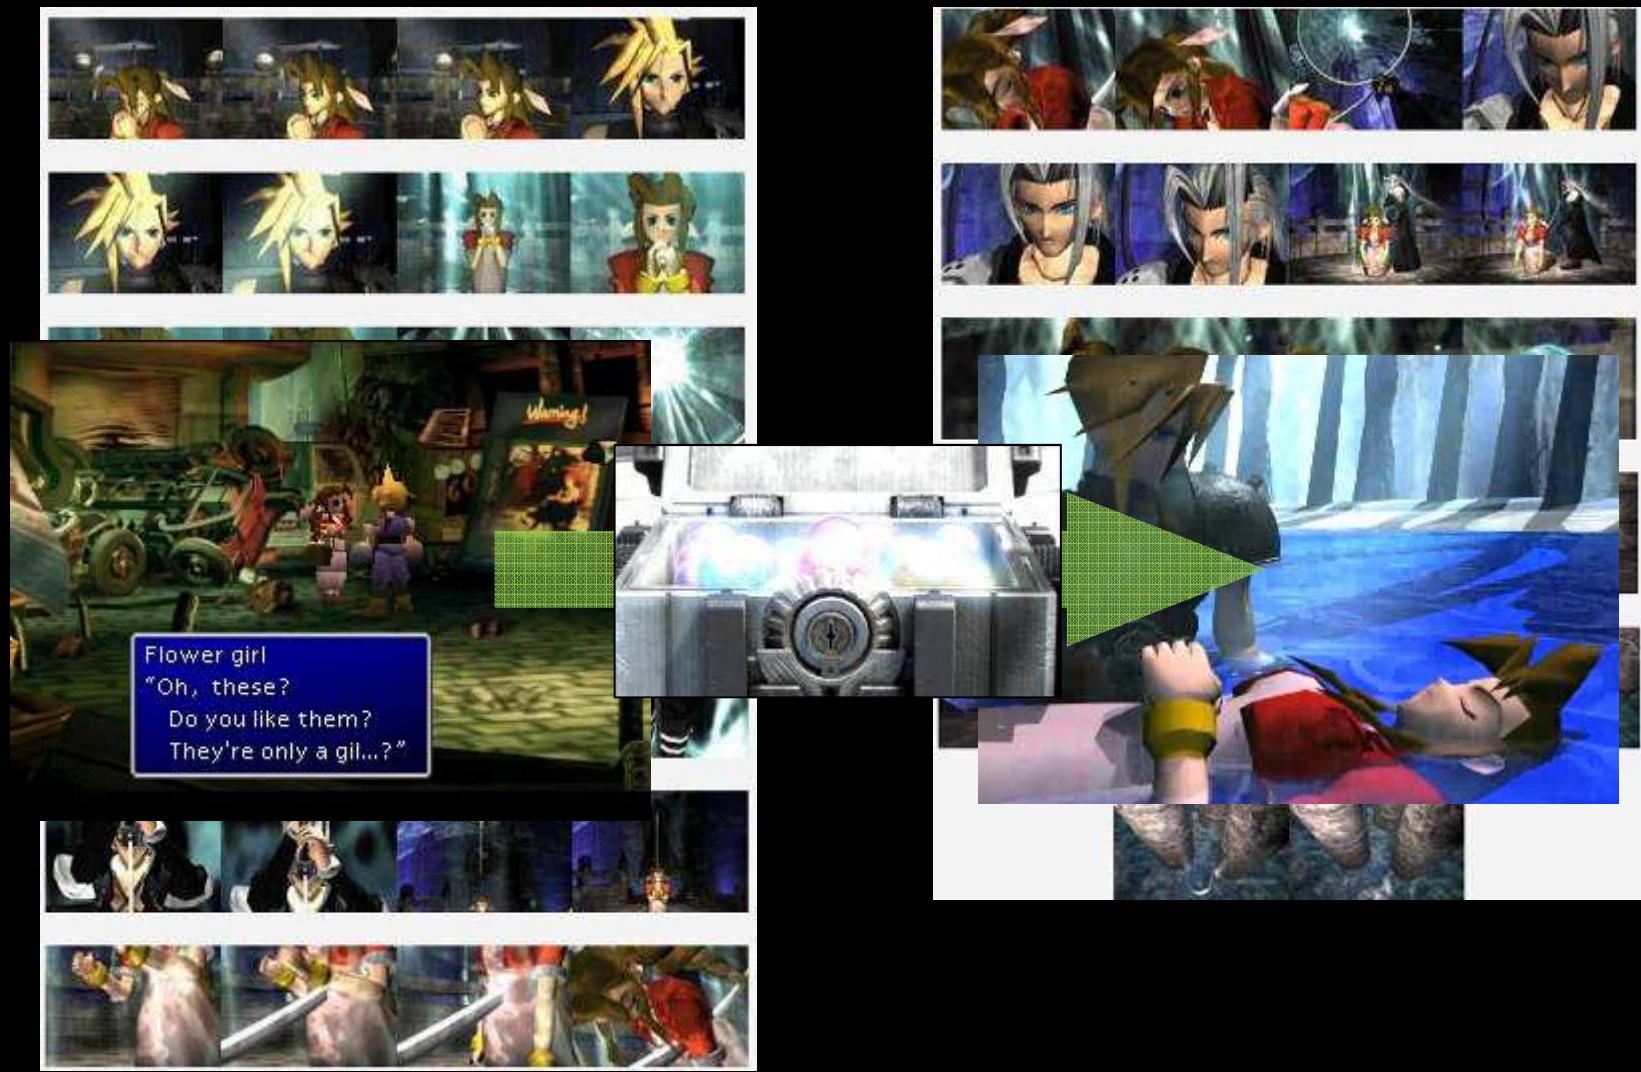 Warning!
Flower girl
“Oh, these?
Do you like them?
They're only a gil...?”